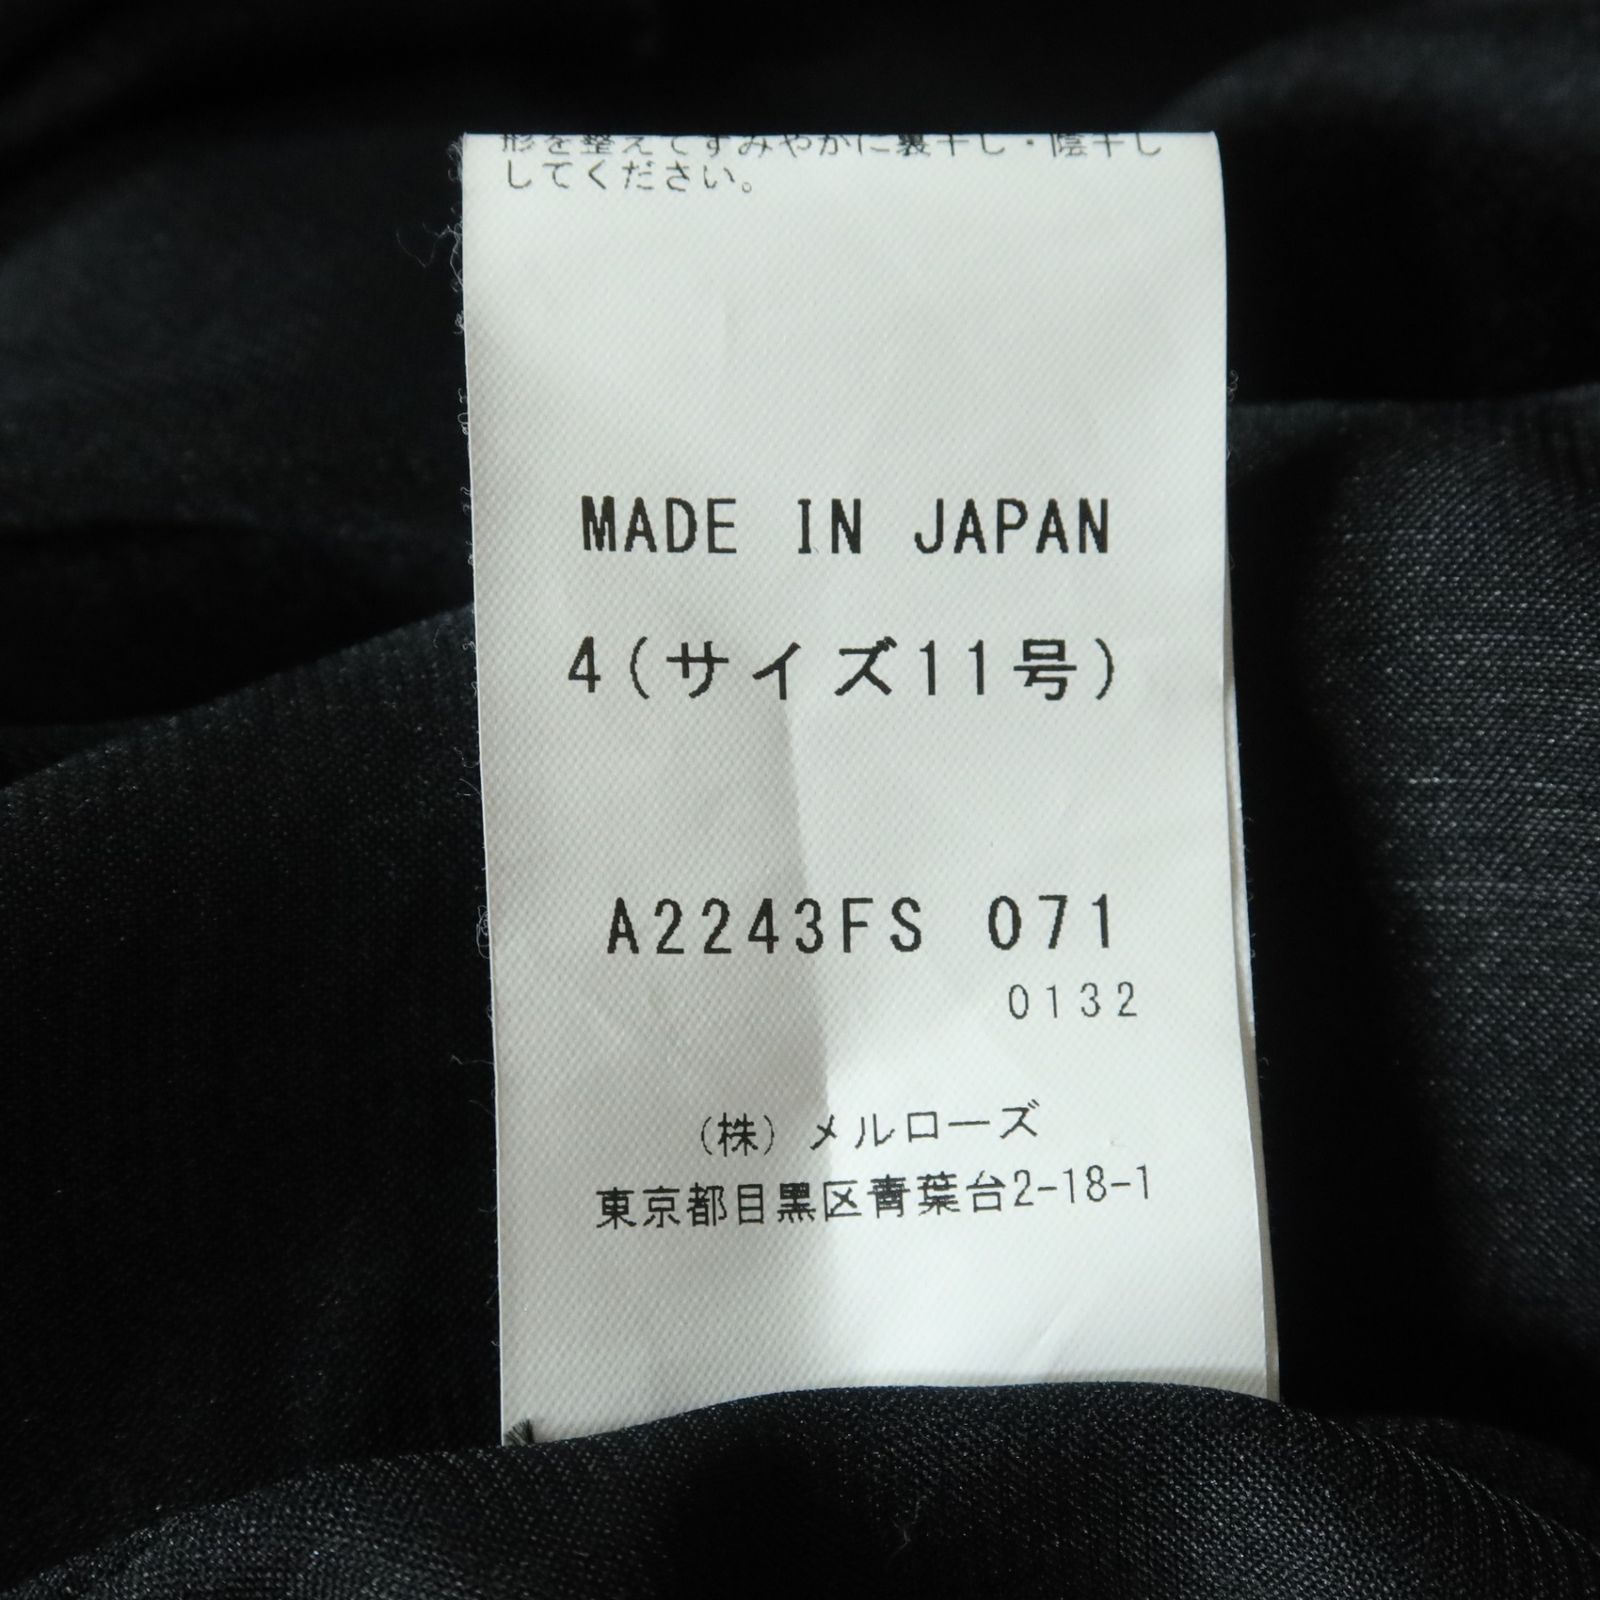 形を整えてすみやかに裏干し・陰干し
してください。
MADE IN JAPAN
4(サイズ11号)
A2243FS 071
0132
(株)メルローズ
東京都目黒区青葉台2-18-1